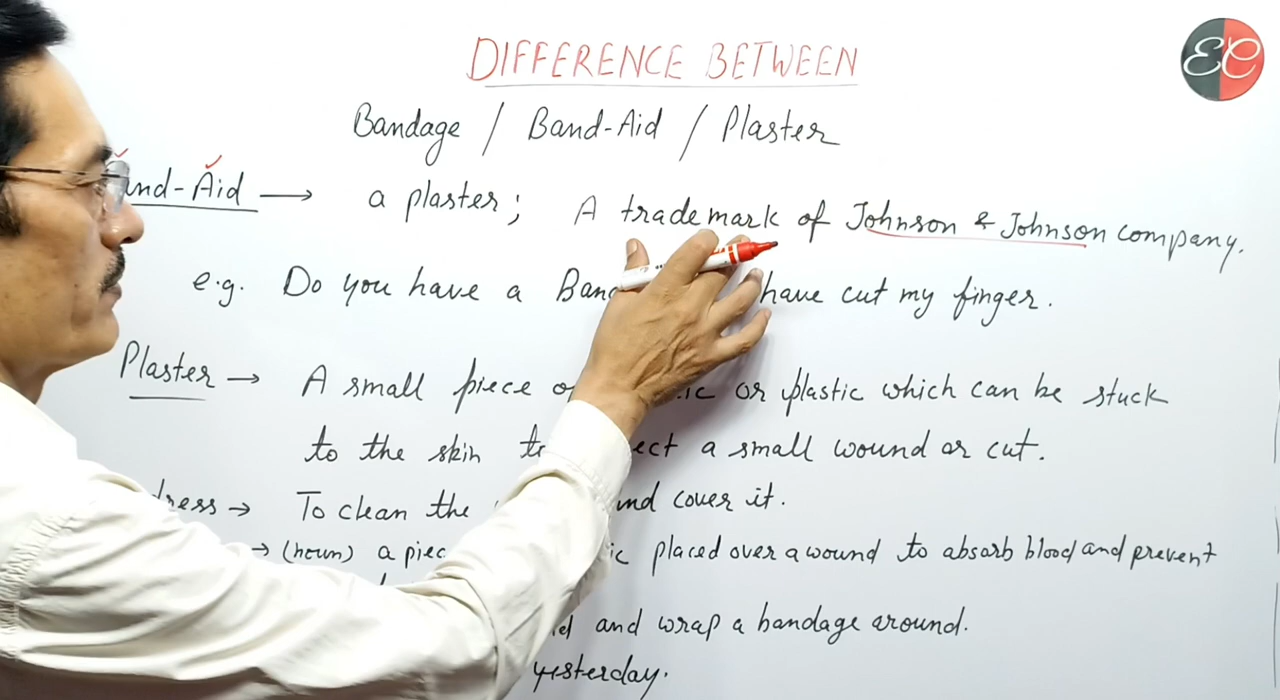 DIFFERENCE BETWEEN
EC
Bandage / Band-Aid / Plaster
and-Aid → a plaster; A trademark of Johnson & Johnson company.
e.g. Do you have a Ban have cut my finger.
Plaster → A small piece o ic or plastic which can be stuck
to the skin ect a small wound or cut.
dress → To clean the nd cover it.
→ (noun) a piec ic placed over a wound to absorb blood and prevent
and wrap a bandage around.
yesterday.